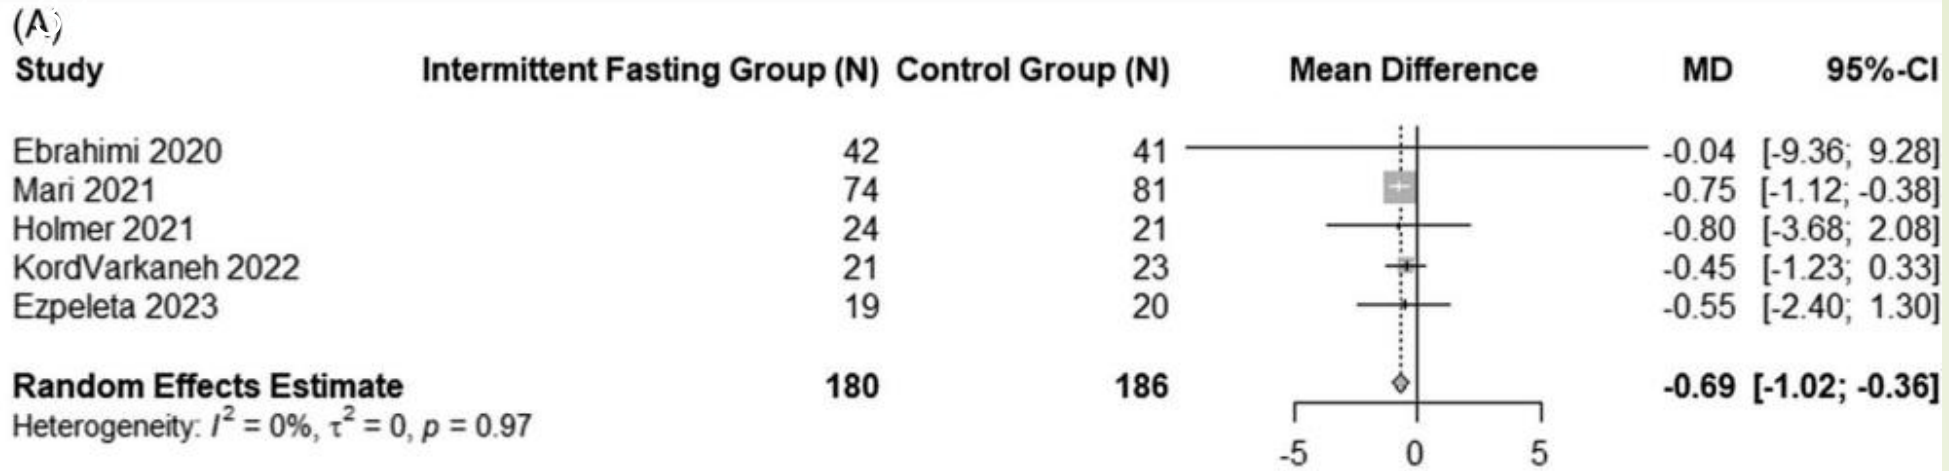 (A)
Study Intermittent Fasting Group (N) Control Group (N) Mean Difference MD 95%-CI
Ebrahimi 2020 42 41 -0.04 [-9.36; 9.28]
Mari 2021 74 81 -0.75 [-1.12; -0.38]
Holmer 2021 24 21 -0.80 [-3.68; 2.08]
KordVarkaneh 2022 21 23 -0.45 [-1.23; 0.33]
Ezpeleta 2023 19 20 -0.55 [-2.40; 1.30]
Random Effects Estimate 180 186 -0.69 [-1.02; -0.36]
Heterogeneity: I² = 0%, τ² = 0, p = 0.97
-5 0 5